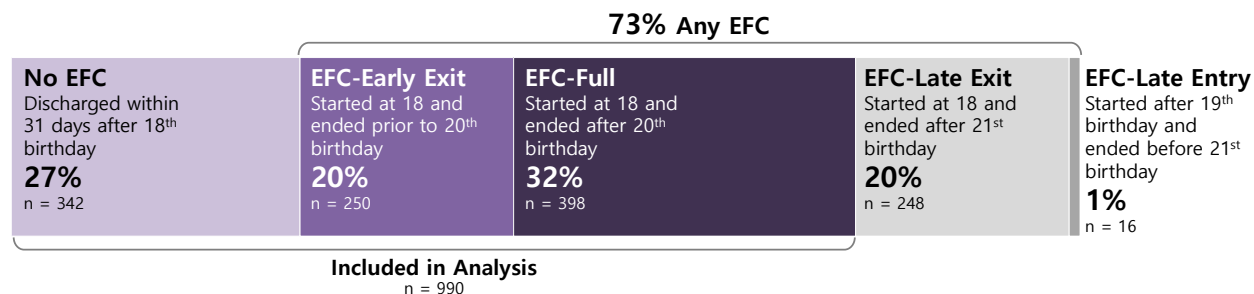 73% Any EFC
No EFC
Discharged within
31 days after 18th
birthday
27%
n = 342
EFC-Early Exit
Started at 18 and
ended prior to 20th
birthday
20%
n = 250
EFC-Full
Started at 18 and
ended after 20th
birthday
32%
n = 398
EFC-Late Exit
Started at 18 and
ended after 21st
birthday
20%
n = 248
EFC-Late Entry
Started after 19th
birthday and
ended before 21st
birthday
1%
n = 16
Included in Analysis
n = 990